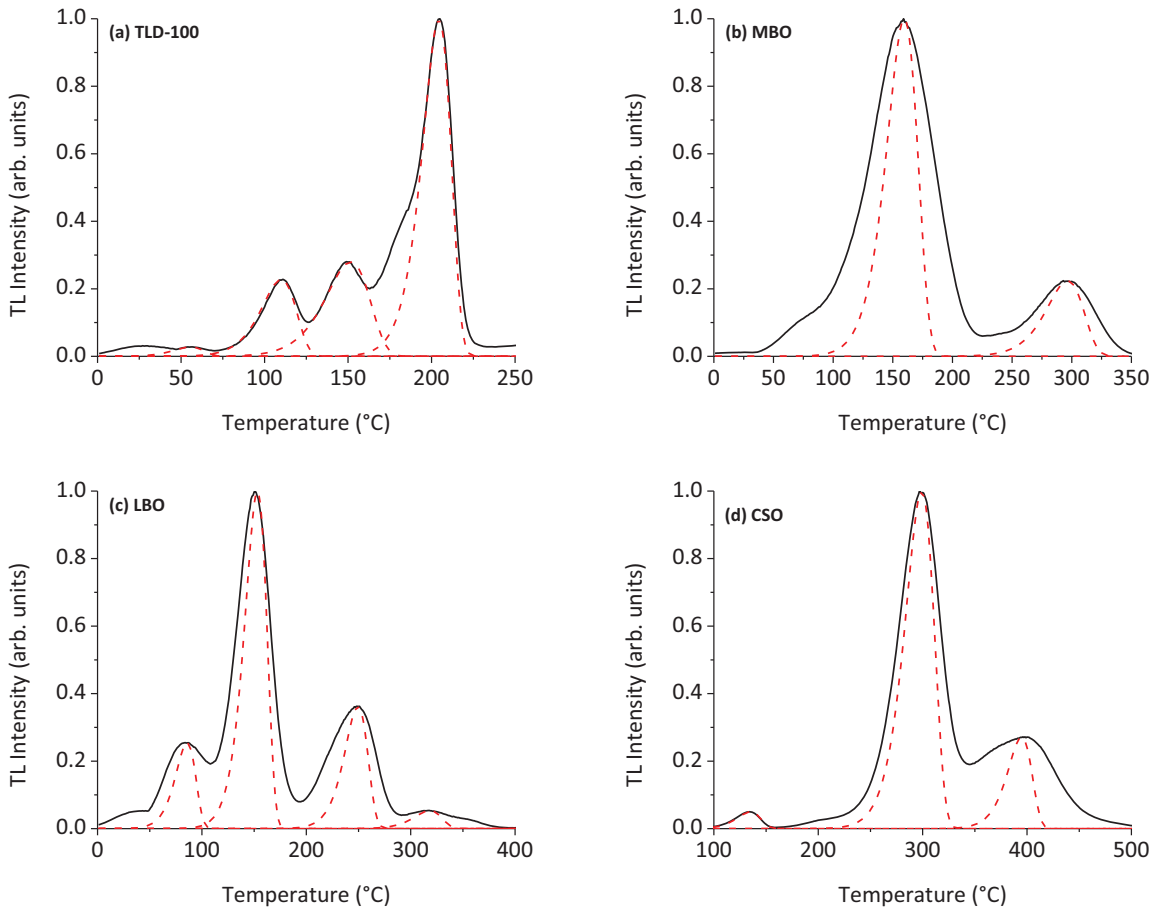 (a) TLD-100
1.0
0.8
0.6
0.4
0.2
0.0
TL Intensity (arb. units)
0 50 100 150 200 250
Temperature (°C)
(b) MBO
1.0
0.8
0.6
0.4
0.2
0.0
TL Intensity (arb. units)
0 50 100 150 200 250 300 350
Temperature (°C)
(c) LBO
1.0
0.8
0.6
0.4
0.2
0.0
TL Intensity (arb. units)
0 100 200 300 400
Temperature (°C)
(d) CSO
1.0
0.8
0.6
0.4
0.2
0.0
TL Intensity (arb. units)
100 200 300 400 500
Temperature (°C)